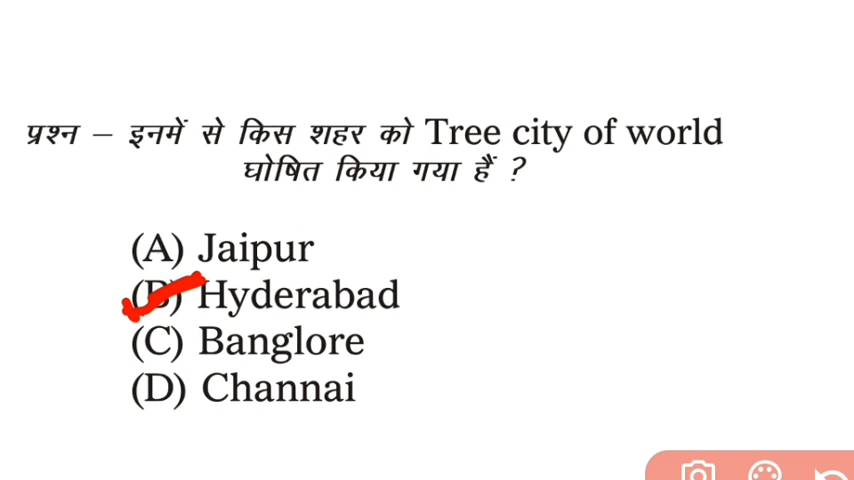 प्रश्न – इनमें से किस शहर को Tree city of world
घोषित किया गया हैं ?
(A) Jaipur
(B) Hyderabad
(C) Banglore
(D) Channai